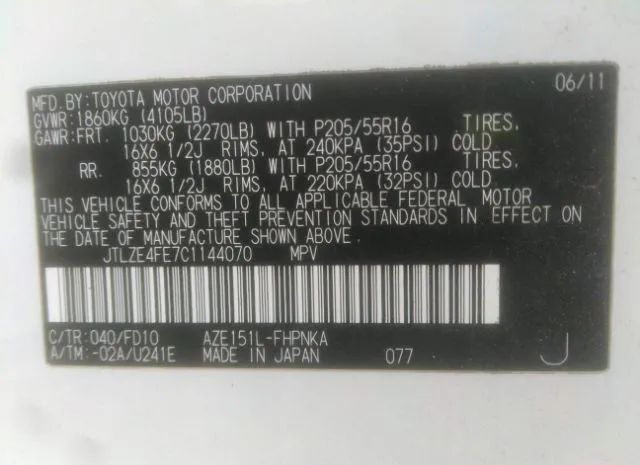 MFD.BY:TOYOTA MOTOR CORPORATION 06/11
GVWR:1860KG (4105LB)
GAWR:FRT. 1030KG (2270LB) WITH P205/55R16 TIRES,
16X6 1/2J RIMS, AT 240KPA (35PSI) COLD
RR. 855KG (1880LB) WITH P205/55R16 TIRES,
16X6 1/2J RIMS, AT 220KPA (32PSI) COLD
THIS VEHICLE CONFORMS TO ALL APPLICABLE FEDERAL MOTOR
VEHICLE SAFETY AND THEFT PREVENTION STANDARDS IN EFFECT ON
THE DATE OF MANUFACTURE SHOWN ABOVE.
JTLZE4FE7C1144070 MPV
C/TR:040/FD10 AZE151L-FHPNKA
A/TM:-02A/U241E MADE IN JAPAN 077 J